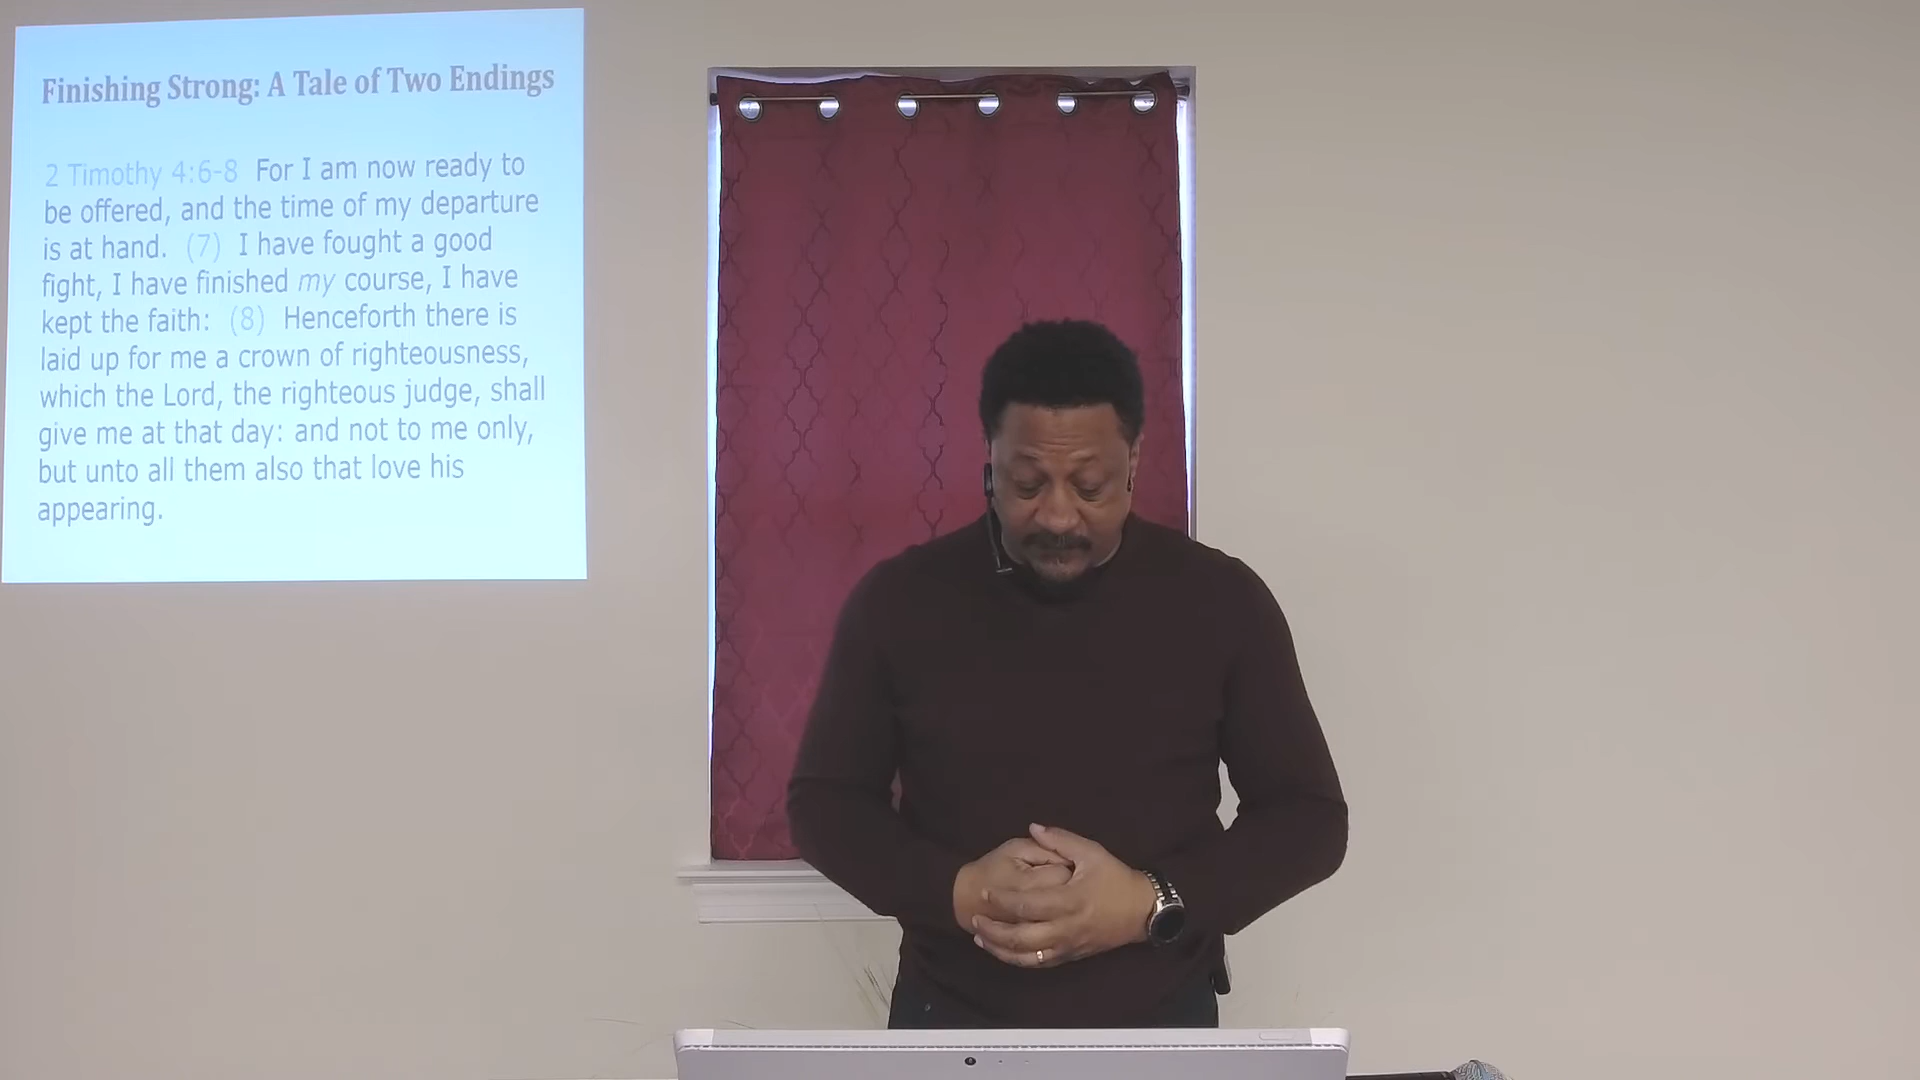 Finishing Strong: A Tale of Two Endings
2 Timothy 4:6-8 For I am now ready to
be offered, and the time of my departure
is at hand. (7) I have fought a good
fight, I have finished my course, I have
kept the faith: (8) Henceforth there is
laid up for me a crown of righteousness,
which the Lord, the righteous judge, shall
give me at that day: and not to me only,
but unto all them also that love his
appearing.